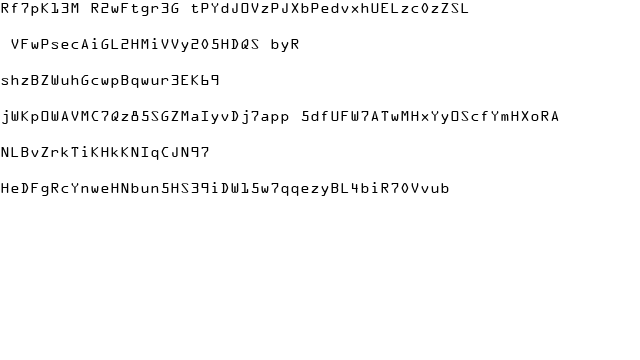 Rf7pK13M R2wFtgr3G tPYdJOVzPJXbPedvxhUELzc0zZSL
VFwPsecAiGL2HMiVVy205HDQS byR
shzBZWuhGcwpBqwur3EK69
jWKpOWAVMC7Qz85SGZMaIyvDj7app 5dfUFW7ATwMHxYyOScfYmHXoRA
NLBvZrkTiKHkKNIqCJN97
HeDFgRcYnweHNbun5HS39iDW15w7qqezyBL4biR70Vvub